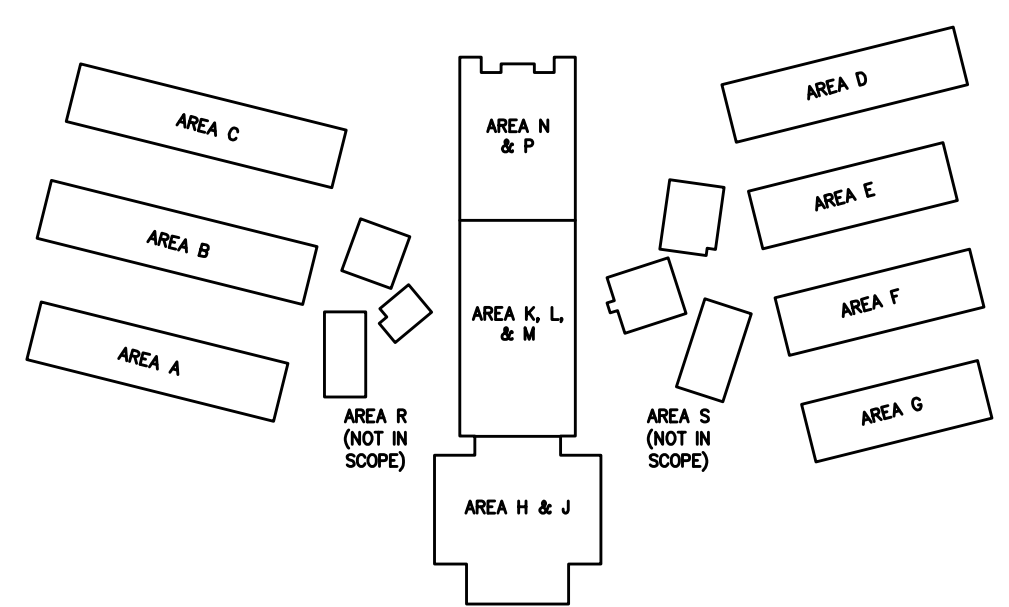 AREA C
AREA B
AREA A
AREA N
& P
AREA K, L,
& M
AREA H & J
AREA R
(NOT IN
SCOPE)
AREA S
(NOT IN
SCOPE)
AREA D
AREA E
AREA F
AREA G